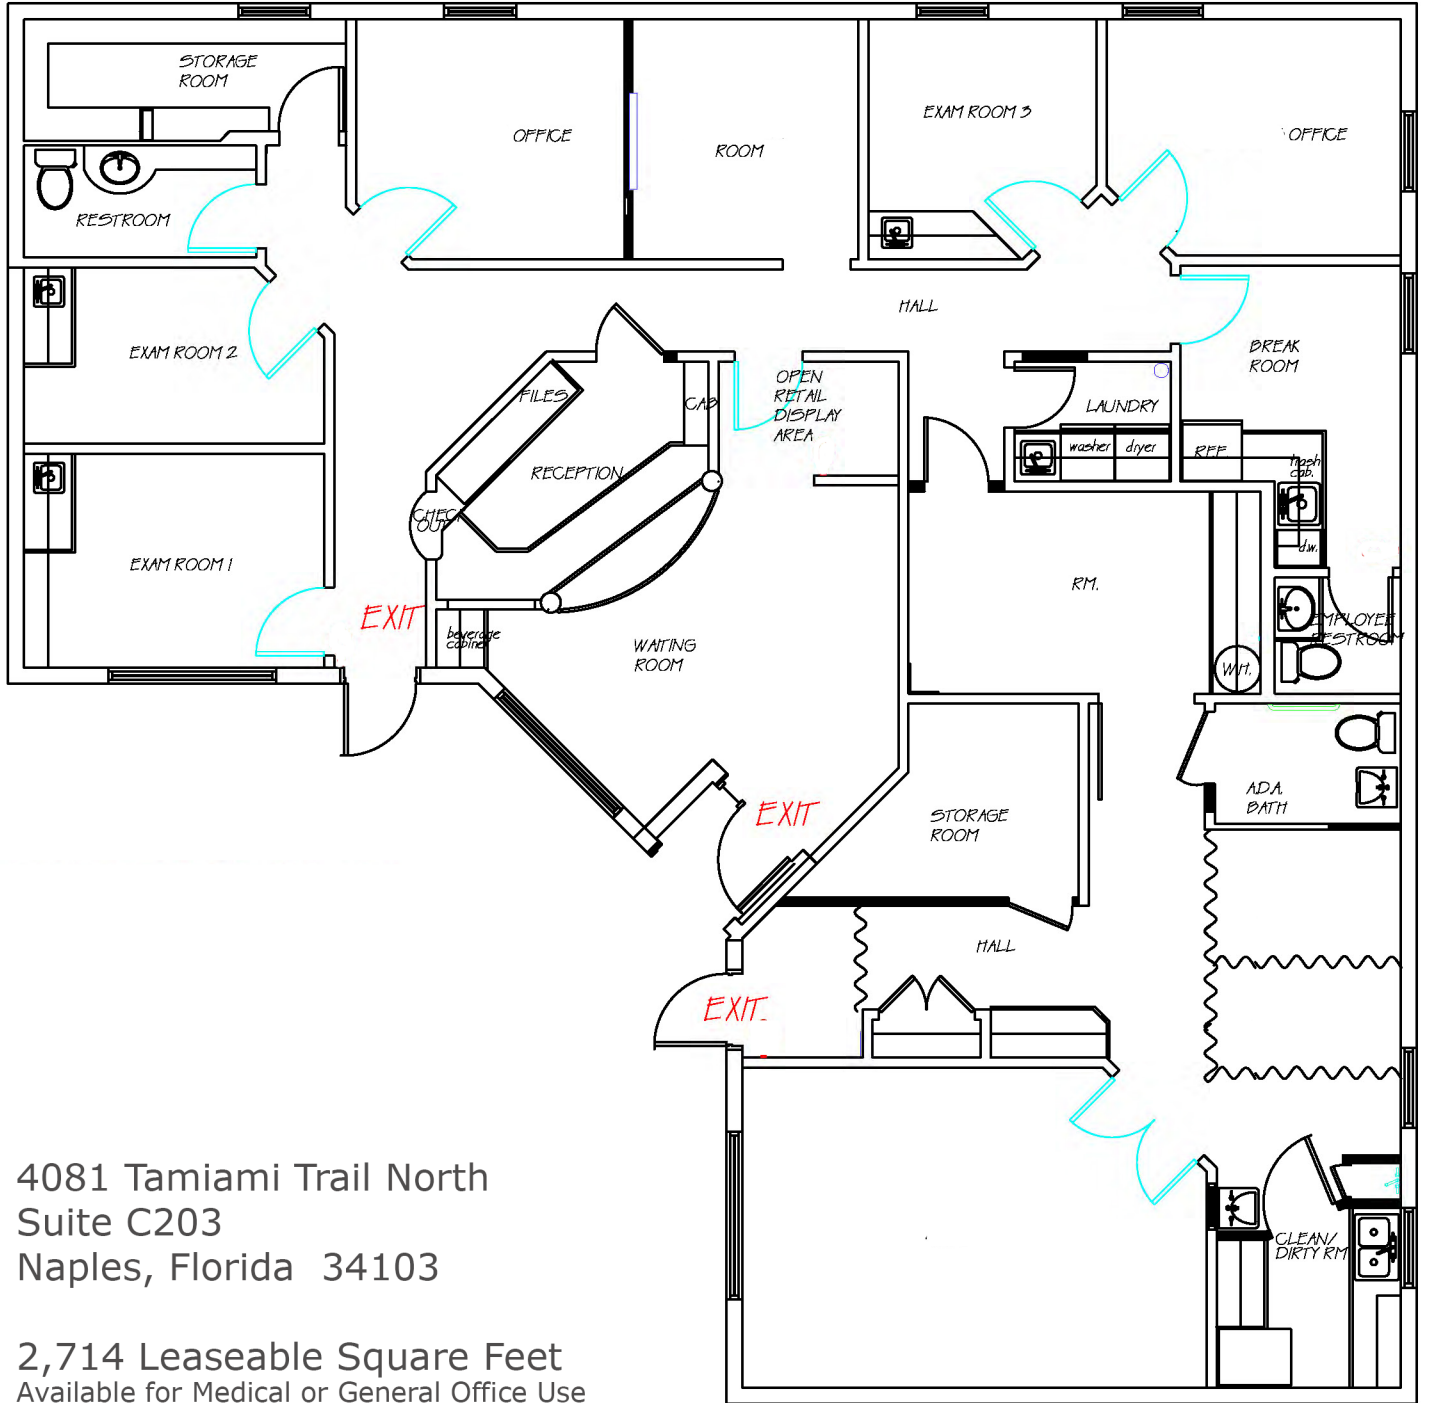 STORAGE
ROOM
OFFICE
ROOM
EXAM ROOM 3
OFFICE
RESTROOM
HALL
EXAM ROOM 2
BREAK
ROOM
FILES
CAB
OPEN
RETAIL
DISPLAY
AREA
LAUNDRY
washer
dryer
REF.
trash
cab.
RECEPTION
CHECK
OUT
d.w.
EXAM ROOM 1
RM.
EXIT
EMPLOYEE
RESTROOM
beverage
cabinet
WAITING
ROOM
W.H.
A.D.A.
BATH
EXIT
STORAGE
ROOM
HALL
EXIT
CLEAN/
DIRTY RM
4081 Tamiami Trail North
Suite C203
Naples, Florida 34103
2,714 Leaseable Square Feet
Available for Medical or General Office Use